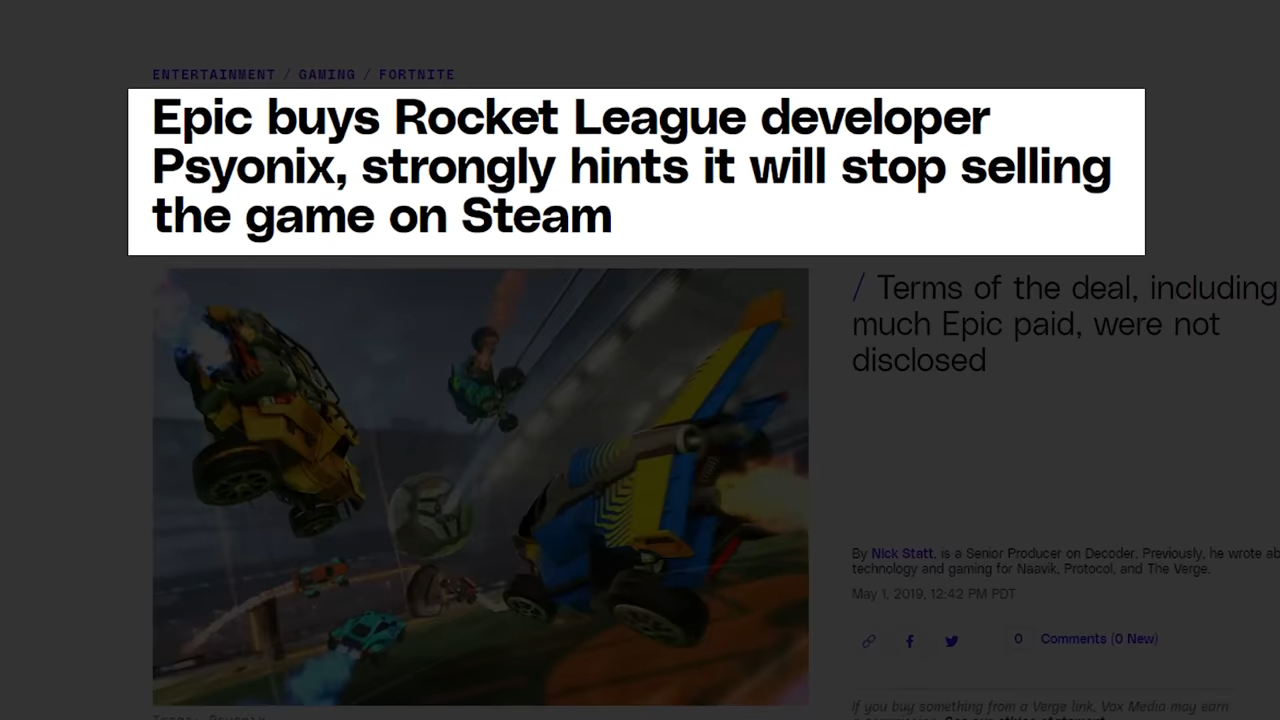 ENTERTAINMENT / GAMING / FORTNITE
Epic buys Rocket League developer
Psyonix, strongly hints it will stop selling
the game on Steam
/ Terms of the deal, including
much Epic paid, were not
disclosed
By Nick Statt, is a Senior Producer on Decoder. Previously, he wrote ab
technology and gaming for Naavik, Protocol, and The Verge.
May 1, 2019, 12:42 PM PDT
0 Comments (0 New)
If you buy something from a Verge link, Vox Media may earn